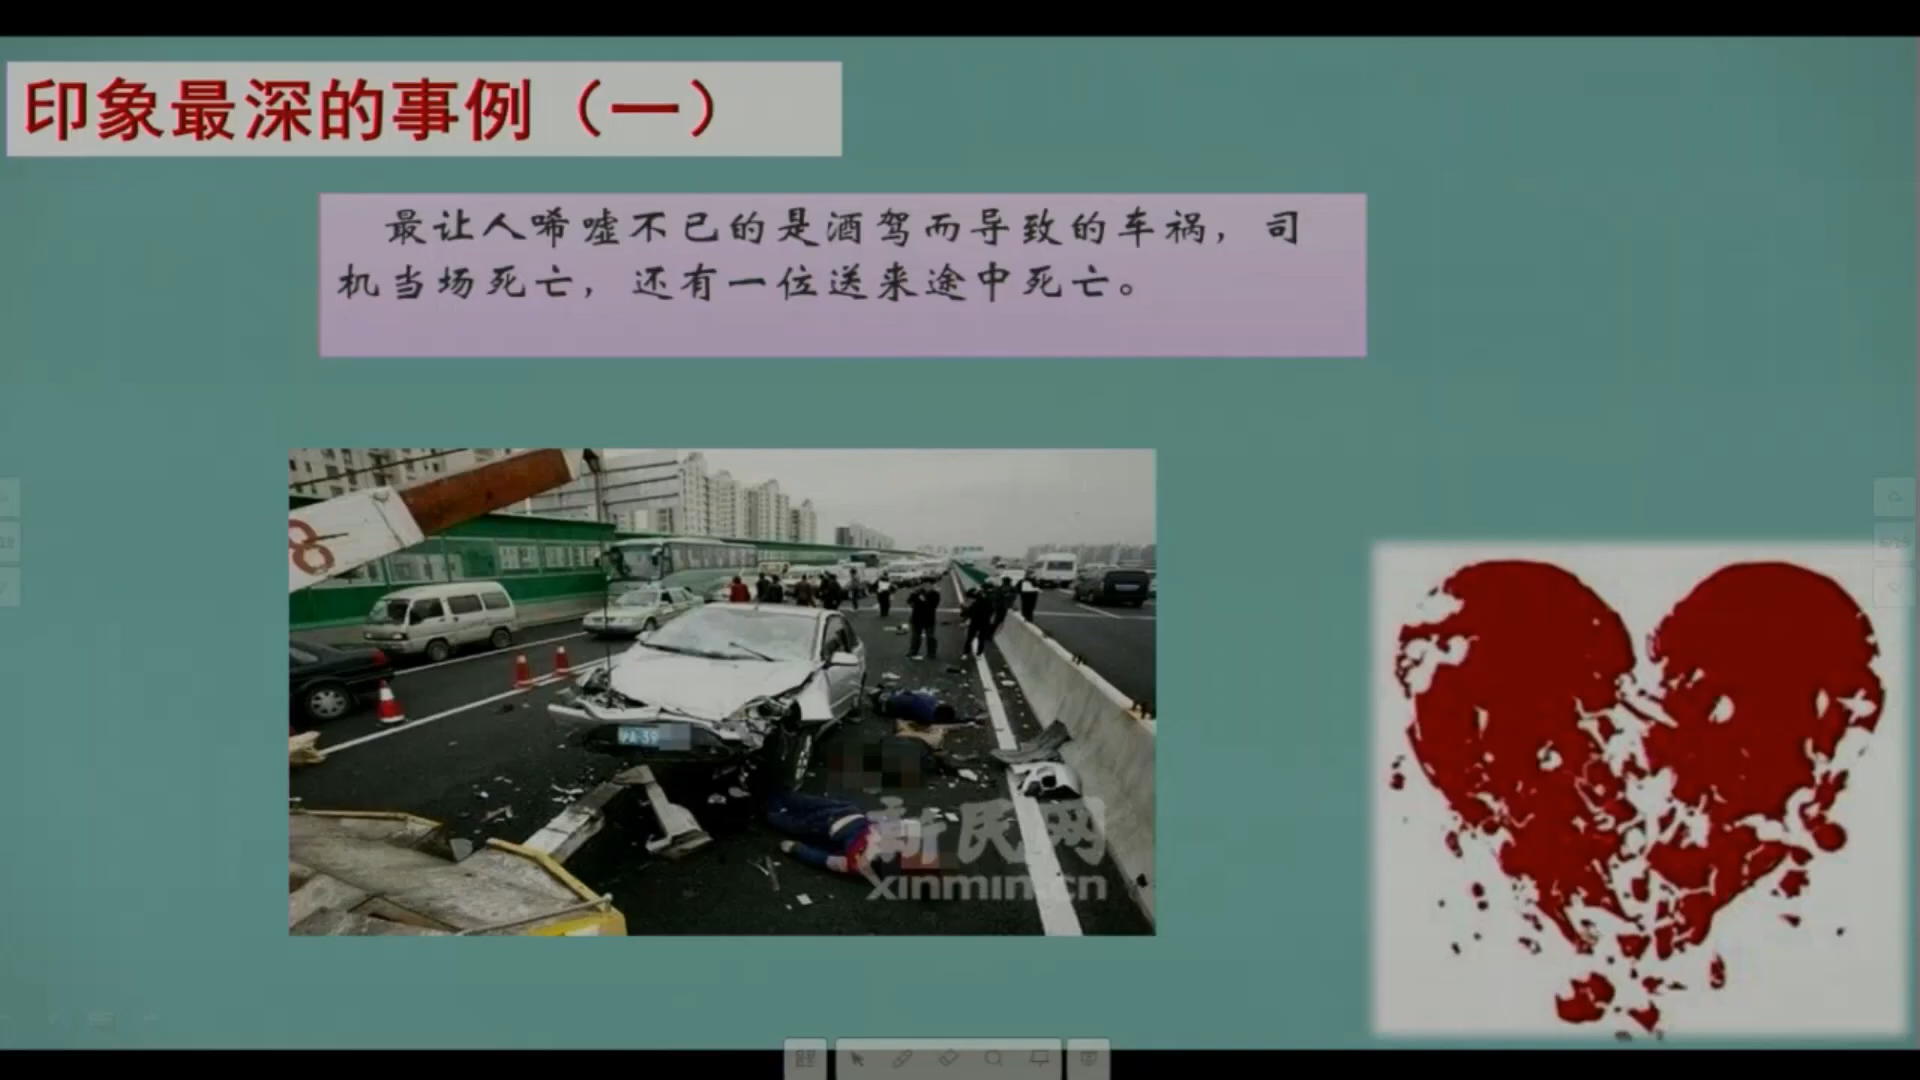 印象最深的事例（一）
最让人唏嘘不已的是酒驾而导致的车祸，司
机当场死亡，还有一位送来途中死亡。
8
新民网
xinmin.cn